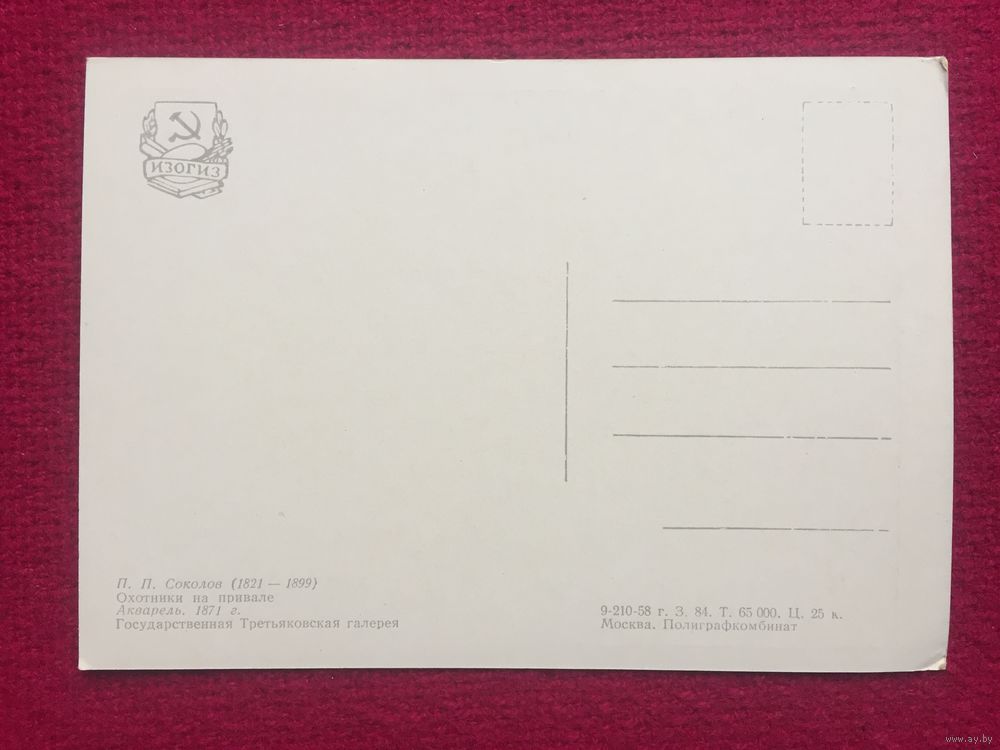 ИЗОГИЗ
П. П. Соколов (1821 — 1899)
Охотники на привале
Акварель. 1871 г.
Государственная Третьяковская галерея
9-210-58 г. З. 84. Т. 65 000. Ц. 25 к.
Москва. Полиграфкомбинат
www.ay.by